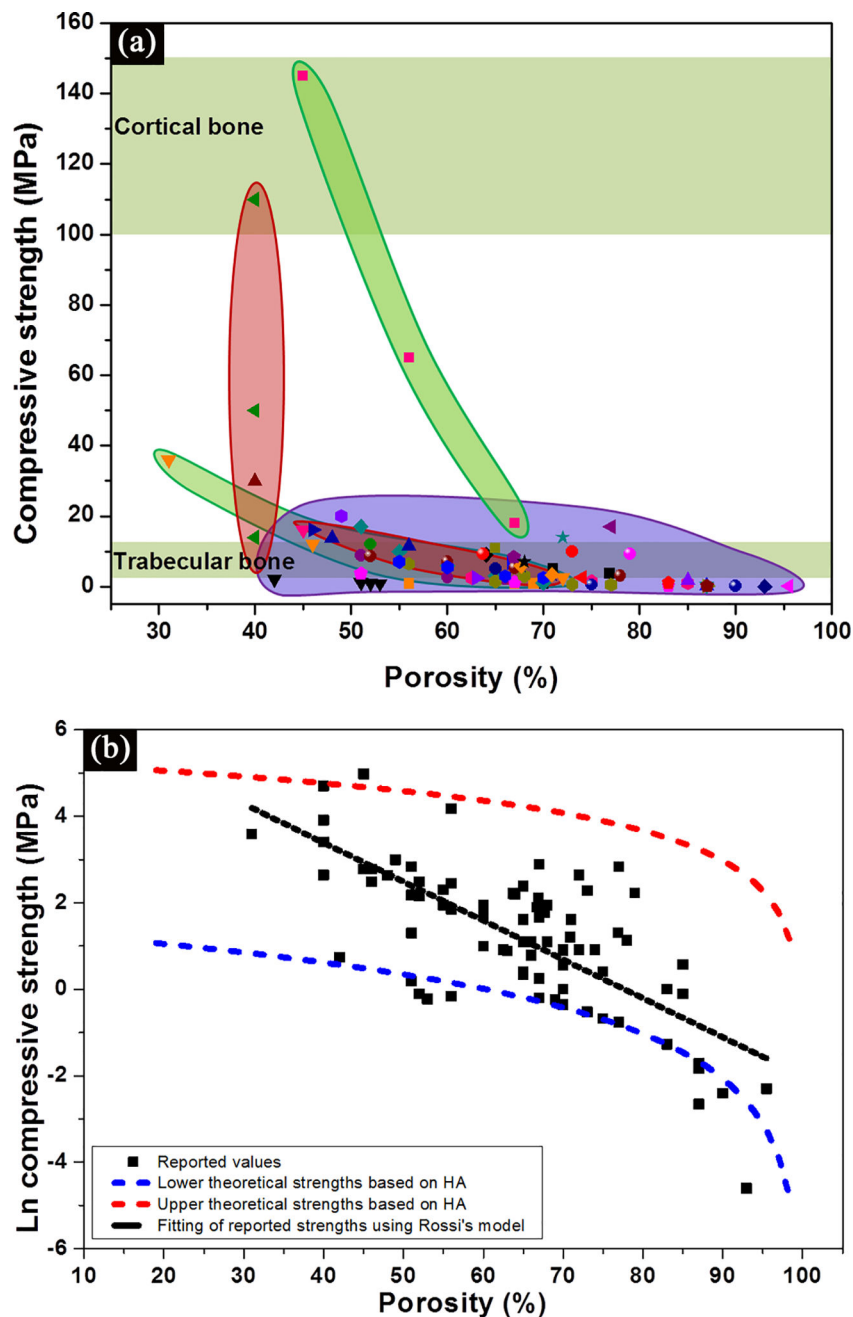 (a)
Compressive strength (MPa)
160
140
120
100
80
60
40
20
0
Cortical bone
Trabecular bone
30 40 50 60 70 80 90 100
Porosity (%)
(b)
Ln compressive strength (MPa)
6
4
2
0
-2
-4
-6
Reported values
Lower theoretical strengths based on HA
Upper theoretical strengths based on HA
Fitting of reported strengths using Rossi's model
10 20 30 40 50 60 70 80 90 100
Porosity (%)